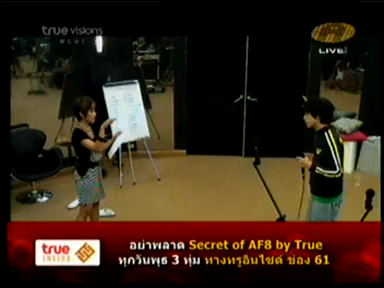 true visions
LIVE
true
INSIDE
อย่าพลาด Secret of AF8 by True
ทุกวันพุธ 3 ทุ่ม ทางทรูอินไซด์ ช่อง 61